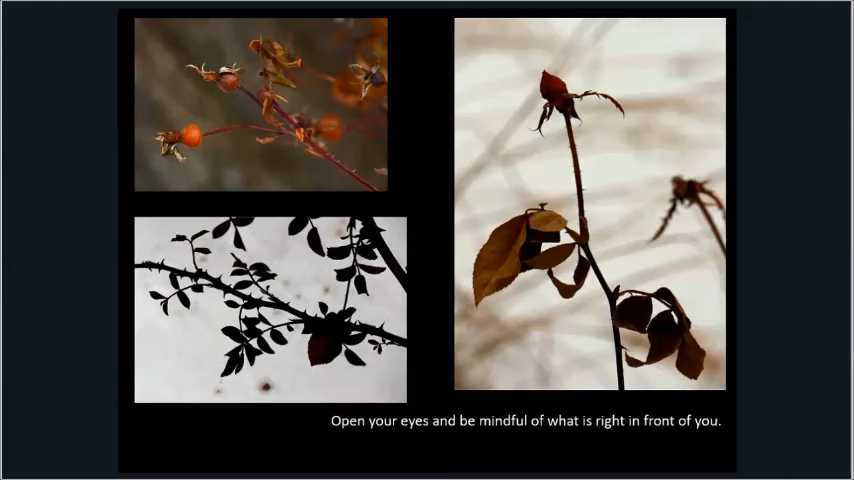 Open your eyes and be mindful of what is right in front of you.